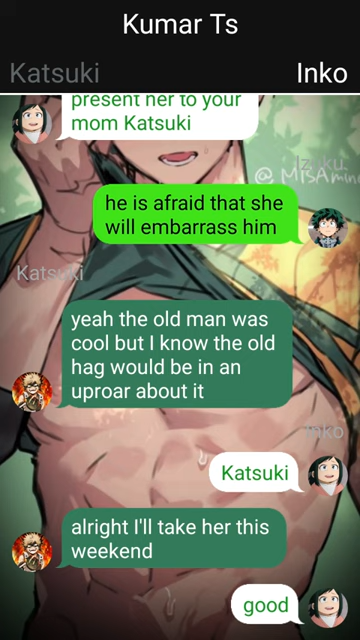 Kumar Ts
Katsuki
Inko
present her to your
mom Katsuki
Izuku
@ MISAmine
he is afraid that she
will embarrass him
Katsuki
yeah the old man was
cool but I know the old
hag would be in an
uproar about it
Inko
Katsuki
alright I'll take her this
weekend
good